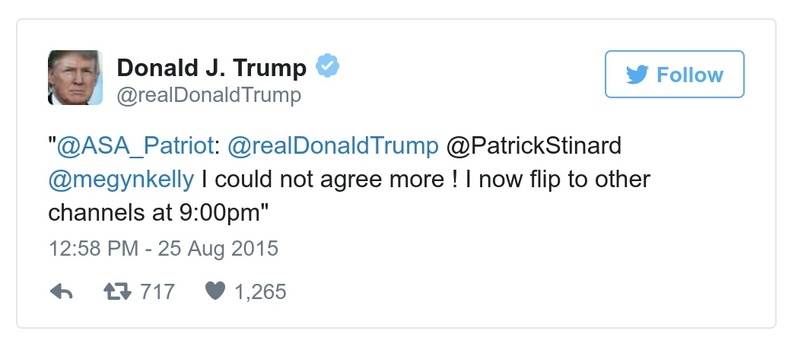 Donald J. Trump
@realDonaldTrump
Follow
"@ASA_Patriot: @realDonaldTrump @PatrickStinard
@megynkelly I could not agree more ! I now flip to other
channels at 9:00pm"
12:58 PM - 25 Aug 2015
717 1,265